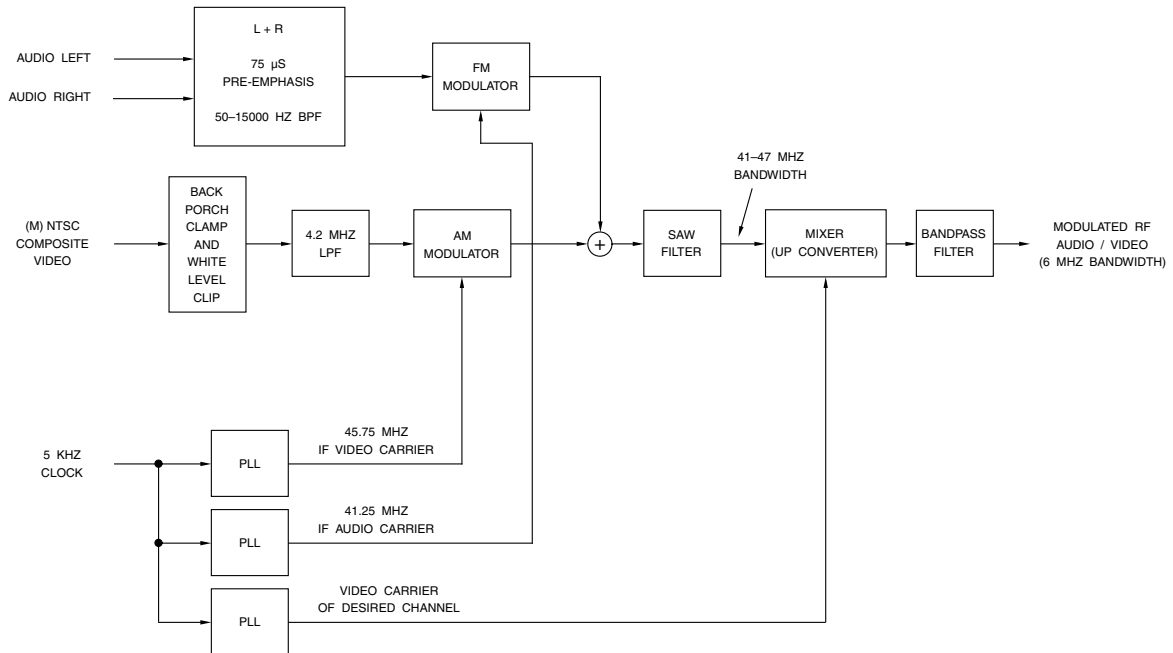 AUDIO LEFT
AUDIO RIGHT
L + R
75 µS
PRE-EMPHASIS
50–15000 HZ BPF
FM
MODULATOR
(M) NTSC
COMPOSITE
VIDEO
BACK
PORCH
CLAMP
AND
WHITE
LEVEL
CLIP
4.2 MHZ
LPF
AM
MODULATOR
+
SAW
FILTER
41–47 MHZ
BANDWIDTH
MIXER
(UP CONVERTER)
BANDPASS
FILTER
MODULATED RF
AUDIO / VIDEO
(6 MHZ BANDWIDTH)
5 KHZ
CLOCK
PLL
45.75 MHZ
IF VIDEO CARRIER
PLL
41.25 MHZ
IF AUDIO CARRIER
PLL
VIDEO CARRIER
OF DESIRED CHANNEL